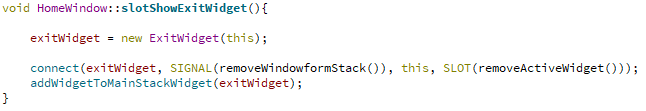 void HomeWindow::slotShowExitWidget(){
exitWidget = new ExitWidget(this);
connect(exitWidget, SIGNAL(removeWindowformStack()), this, SLOT(removeActiveWidget()));
addWidgetToMainStackWidget(exitWidget);
}